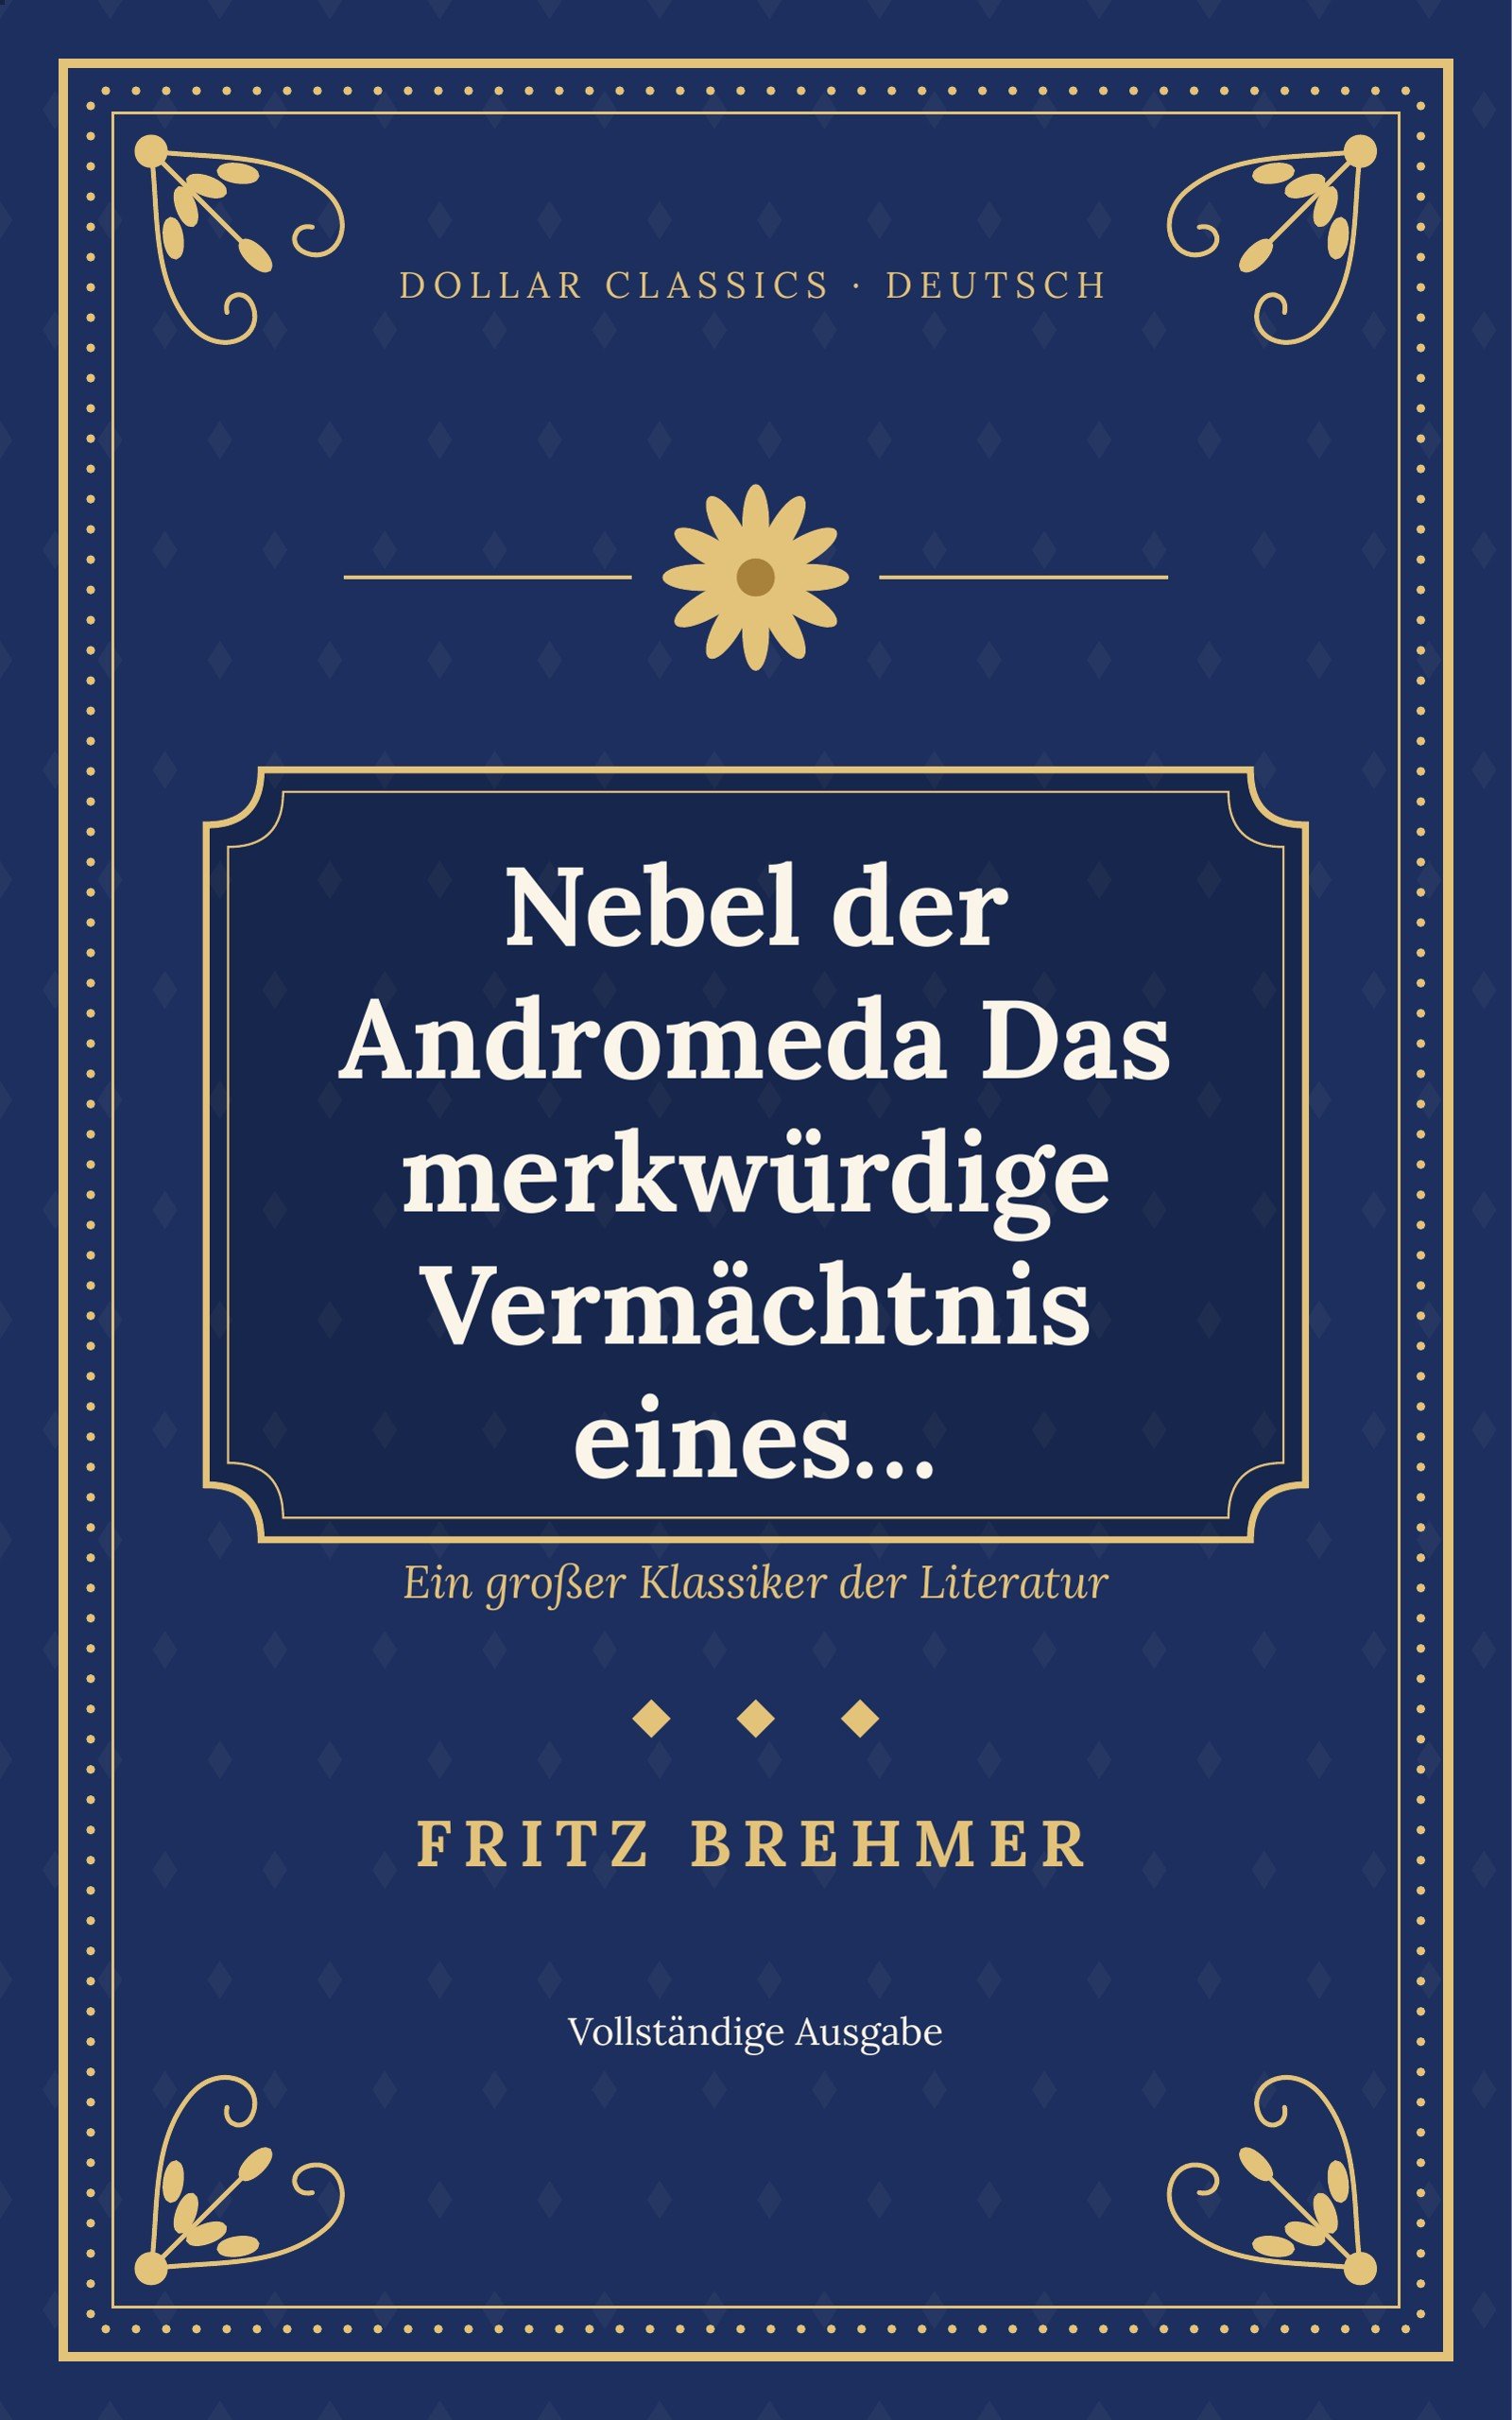 DOLLAR CLASSICS · DEUTSCH
Nebel der
Andromeda Das
merkwürdige
Vermächtnis
eines...
Ein großer Klassiker der Literatur
FRITZ BREHMER
Vollständige Ausgabe